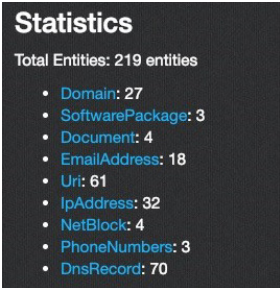 Statistics
Total Entities: 219 entities
• Domain: 27
• SoftwarePackage: 3
• Document: 4
• EmailAddress: 18
• Uri: 61
• IpAddress: 32
• NetBlock: 4
• PhoneNumbers: 3
• DnsRecord: 70